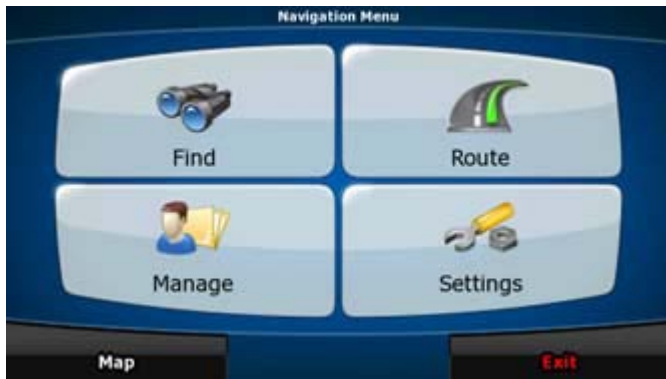 Navigation Menu
Find
Route
Manage
Settings
Map
Exit